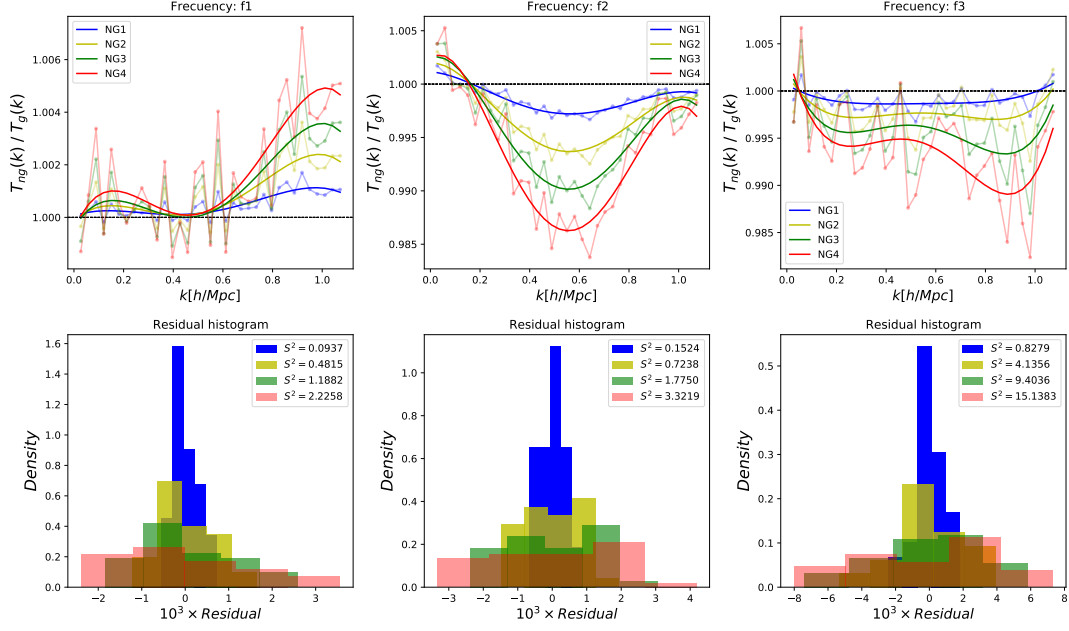 Frecuency: f1
NG1
NG2
NG3
NG4
1.006
1.004
1.002
1.000
0.0
0.2
0.4
0.6
0.8
1.0
T_ng(k) / T_g(k)
k[h/Mpc]
Frecuency: f2
NG1
NG2
NG3
NG4
1.005
1.000
0.995
0.990
0.985
0.0
0.2
0.4
0.6
0.8
1.0
T_ng(k) / T_g(k)
k[h/Mpc]
Frecuency: f3
NG1
NG2
NG3
NG4
1.005
1.000
0.995
0.990
0.985
0.0
0.2
0.4
0.6
0.8
1.0
T_ng(k) / T_g(k)
k[h/Mpc]
Residual histogram
S² = 0.0937
S² = 0.4815
S² = 1.1882
S² = 2.2258
1.6
1.4
1.2
1.0
0.8
0.6
0.4
0.2
0.0
−2
−1
0
1
2
3
Density
10³ × Residual
Residual histogram
S² = 0.1524
S² = 0.7238
S² = 1.7750
S² = 3.3219
1.0
0.8
0.6
0.4
0.2
0.0
−3
−2
−1
0
1
2
3
4
Density
10³ × Residual
Residual histogram
S² = 0.8279
S² = 4.1356
S² = 9.4036
S² = 15.1383
0.5
0.4
0.3
0.2
0.1
0.0
−8
−6
−4
−2
0
2
4
6
8
Density
10³ × Residual